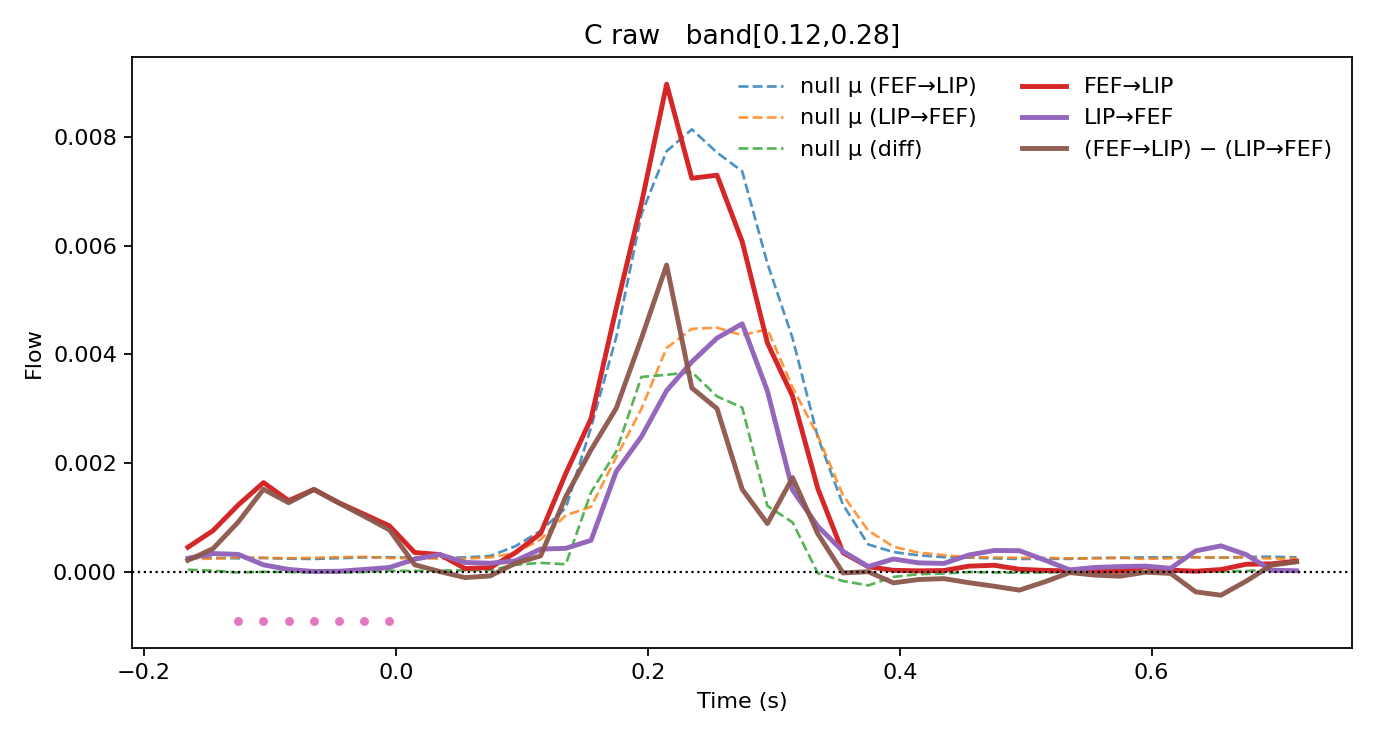 C raw   band[0.12,0.28]
null μ (FEF→LIP)
null μ (LIP→FEF)
null μ (diff)
FEF→LIP
LIP→FEF
(FEF→LIP) − (LIP→FEF)
Flow
0.008
0.006
0.004
0.002
0.000
−0.2
0.0
0.2
0.4
0.6
Time (s)